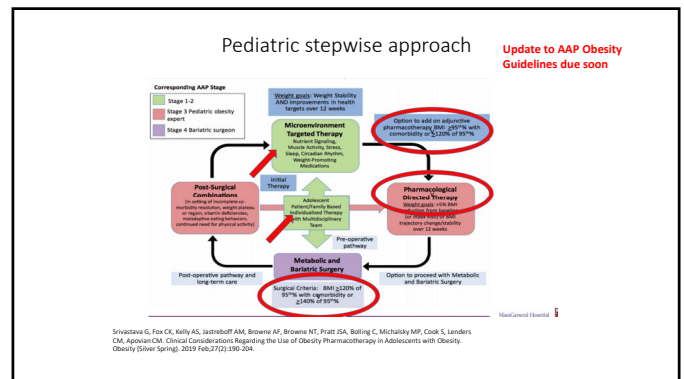 Pediatric stepwise approach
Update to AAP Obesity
Guidelines due soon
Corresponding AAP Stage
Stage 1-2
Stage 3 Pediatric obesity
expert
Stage 4 Bariatric surgeon
Weight goals: Weight Stability
AND improvements in health
targets over 12 weeks
Microenvironment
Targeted Therapy
Nutrient Signaling,
Muscle Activity, Stress,
Sleep, Circadian Rhythm,
Weight-Promoting
Medications
Option to add on adjunctive
pharmacotherapy BMI ≥95th% with
comorbidity or ≥120% of 95th%
Initial
Therapy
Post-Surgical
Combinations
(in setting of incomplete co-
morbidity resolution, weight plateau
or regain, vitamin deficiencies,
maladaptive eating behaviors,
continued need for physical activity)
Adolescent
Patient/Family Based
Individualized Therapy
with Multidisciplinary
Team
Pharmacological
Directed Therapy
Weight goals: >5% BMI
reduction from baseline
(or index visit) or BMI
trajectory change/stability
over 12 weeks
Pre-operative
pathway
Metabolic and
Bariatric Surgery
Post-operative pathway and
long-term care
Surgical Criteria: BMI ≥120% of
95th% with comorbidity or
≥140% of 95th%
Option to proceed with Metabolic
and Bariatric Surgery
MassGeneral Hospital
Srivastava G, Fox CK, Kelly AS, Jastreboff AM, Browne AF, Browne NT, Pratt JSA, Bolling C, Michalsky MP, Cook S, Lenders
CM, Apovian CM. Clinical Considerations Regarding the Use of Obesity Pharmacotherapy in Adolescents with Obesity.
Obesity (Silver Spring). 2019 Feb;27(2):190-204.